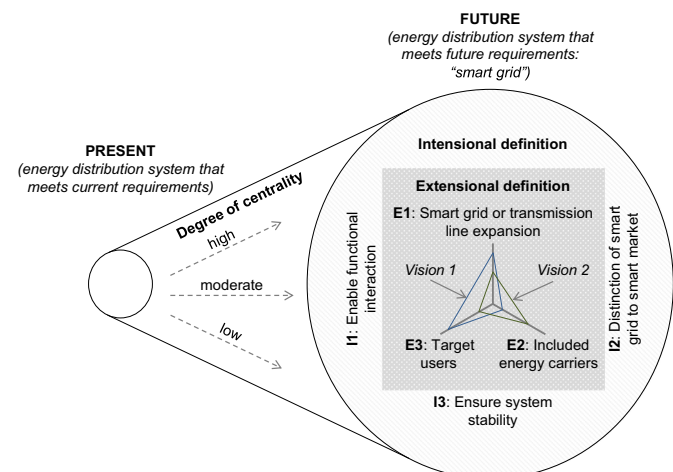 FUTURE
(energy distribution system that
meets future requirements:
“smart grid”)
PRESENT
(energy distribution system that
meets current requirements)
Degree of centrality
high
moderate
low
Intensional definition
Extensional definition
E1: Smart grid or transmission
line expansion
Vision 1
Vision 2
E3: Target
users
E2: Included
energy carriers
I1: Enable functional
interaction
I2: Distinction of smart
grid to smart market
I3: Ensure system
stability